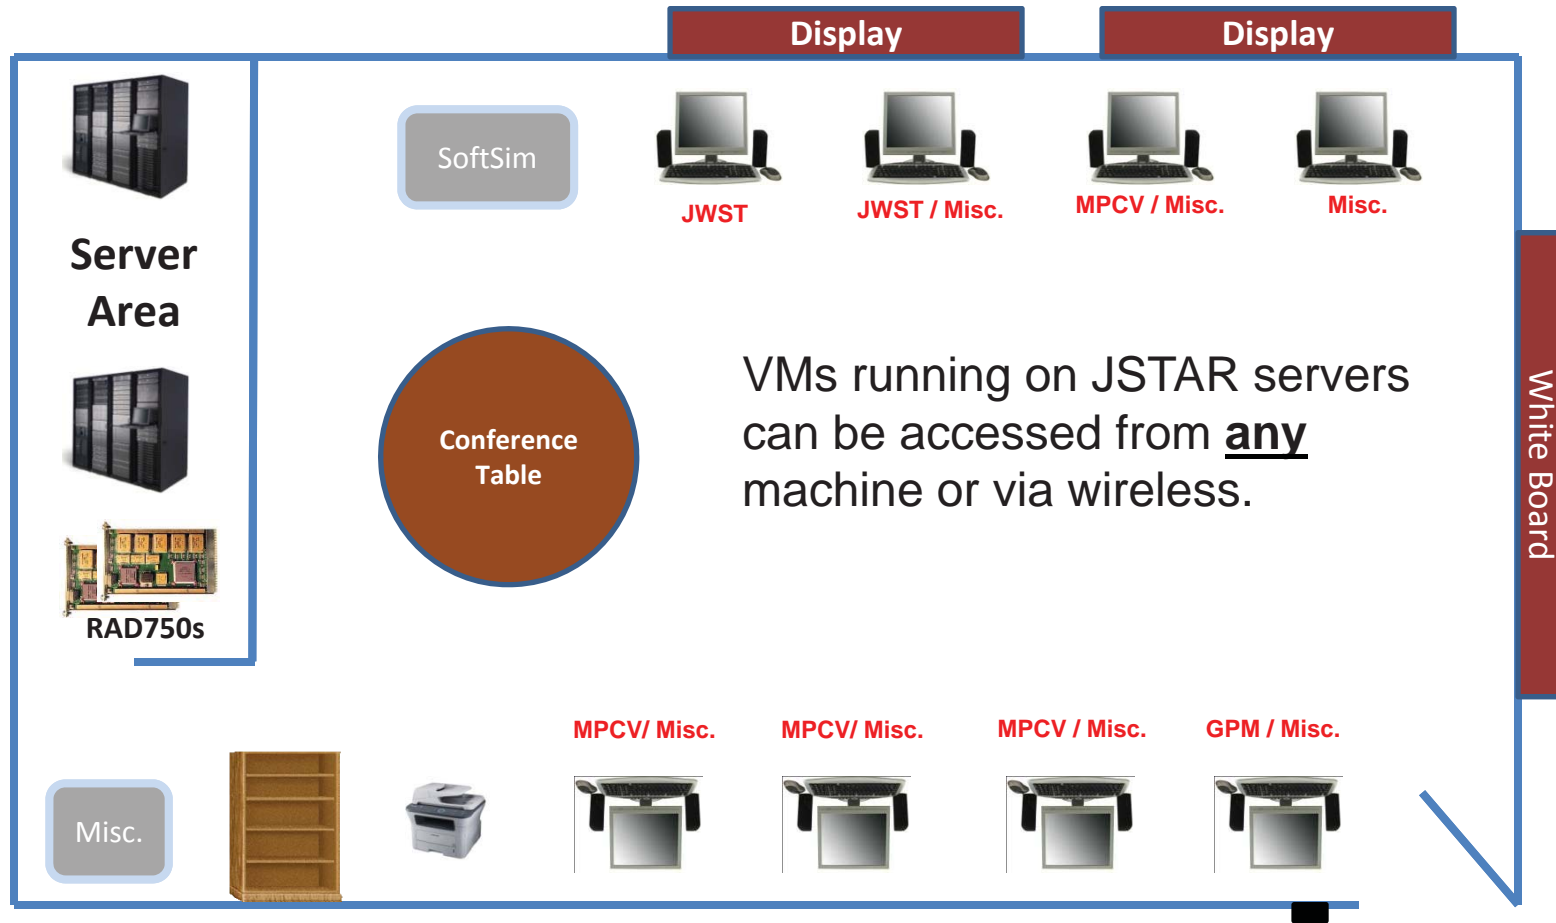 Display
Display
SoftSim
JWST
JWST / Misc.
MPCV / Misc.
Misc.
Server
Area
Conference
Table
VMs running on JSTAR servers
can be accessed from any
machine or via wireless.
White Board
RAD750s
MPCV/ Misc.
MPCV/ Misc.
MPCV / Misc.
GPM / Misc.
Misc.